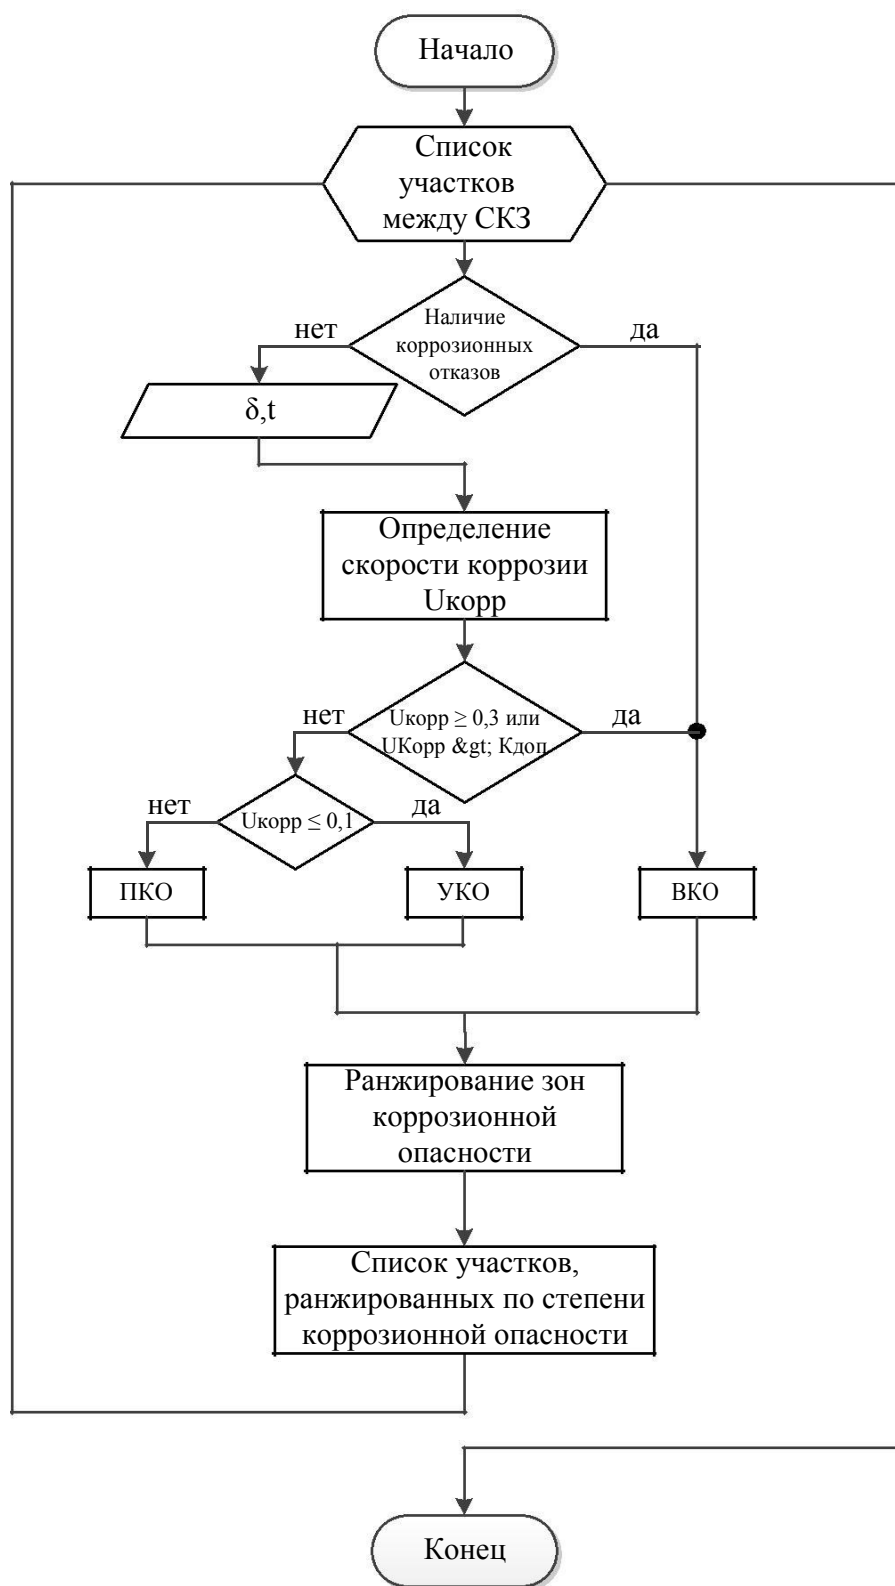 Начало
Список
участков
между СКЗ
Наличие
коррозионных
отказов
нет
да
δ,t
Определение
скорости коррозии
Uкорр
Uкорр ≥ 0,3 или
UКорр &gt; Кдоп
нет
да
Uкорр ≤ 0,1
нет
да
ПКО
УКО
ВКО
Ранжирование зон
коррозионной
опасности
Список участков,
ранжированных по степени
коррозионной опасности
Конец